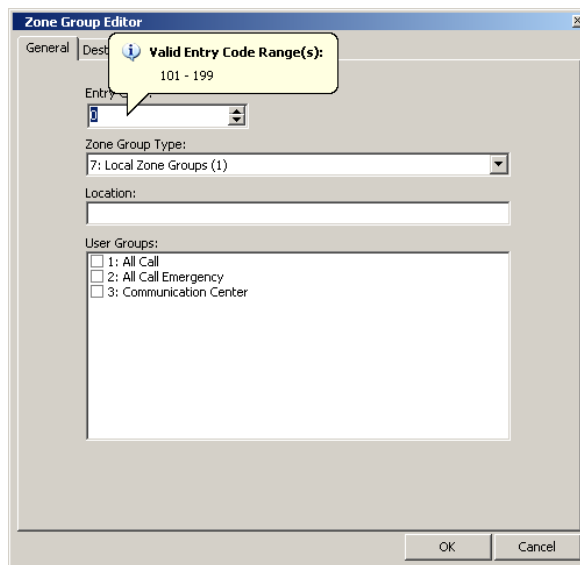 Zone Group Editor
General
Valid Entry Code Range(s):
101 - 199
Entry
0
Zone Group Type:
7: Local Zone Groups (1)
Location:
User Groups:
1: All Call
2: All Call Emergency
3: Communication Center
OK
Cancel